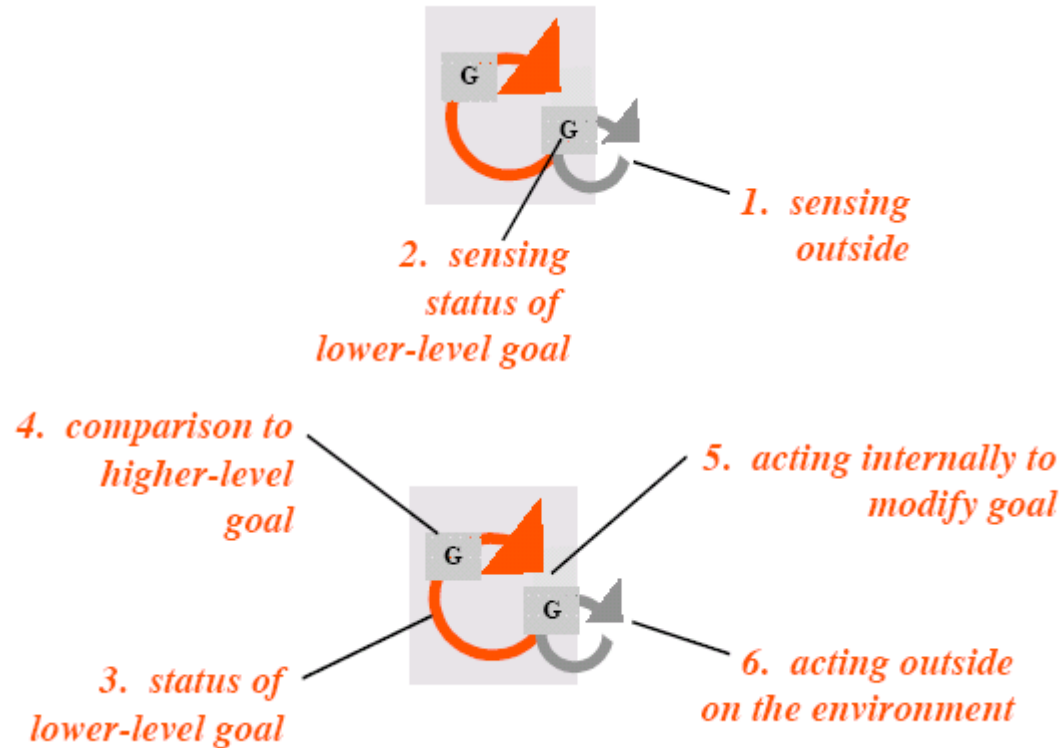 G
G
1. sensing
outside
2. sensing
status of
lower-level goal
4. comparison to
higher-level
goal
5. acting internally to
modify goal
G
G
3. status of
lower-level goal
6. acting outside
on the environment